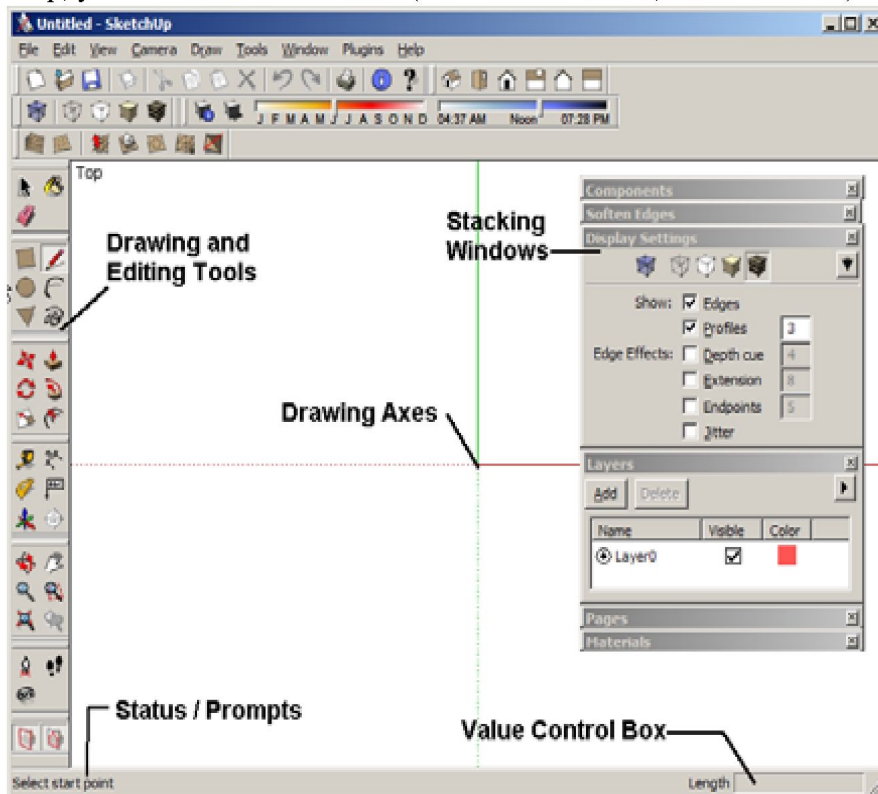 Untitled - SketchUp
File Edit View Camera Draw Tools Window Plugins Help
J F M A M J J A S O N D 04:37 AM Noon 07:28 PM
Top
Components
Soften Edges
Display Settings
Stacking
Windows
Drawing and
Editing Tools
Show: Edges
Profiles 3
Edge Effects: Depth cue 4
Extension 8
Endpoints 5
Jitter
Drawing Axes
Layers
Add Delete
Name Visible Color
Layer0
Pages
Materials
Status / Prompts
Value Control Box
Select start point
Length